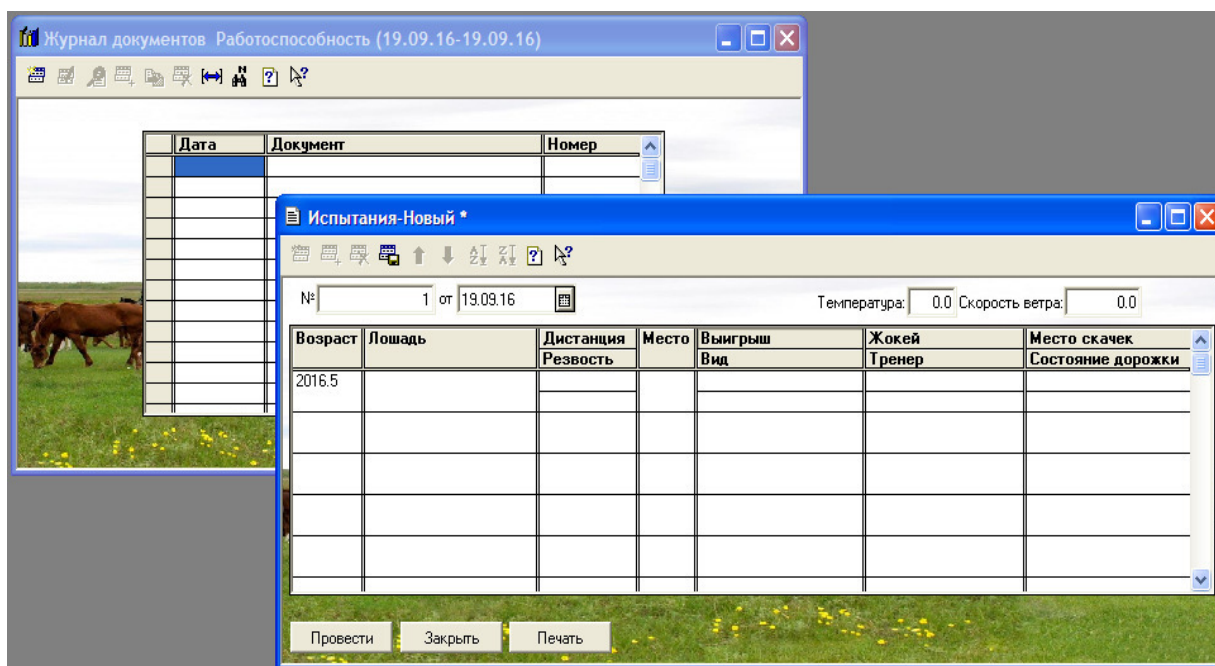 Журнал документов Работоспособность (19.09.16-19.09.16)
Дата Документ Номер
Испытания-Новый *
№ 1 от 19.09.16 Температура: 0.0 Скорость ветра: 0.0
Возраст Лошадь Дистанция Место Выигрыш Жокей Место скачек
Резвость Вид Тренер Состояние дорожки
2016.5
Провести Закрыть Печать